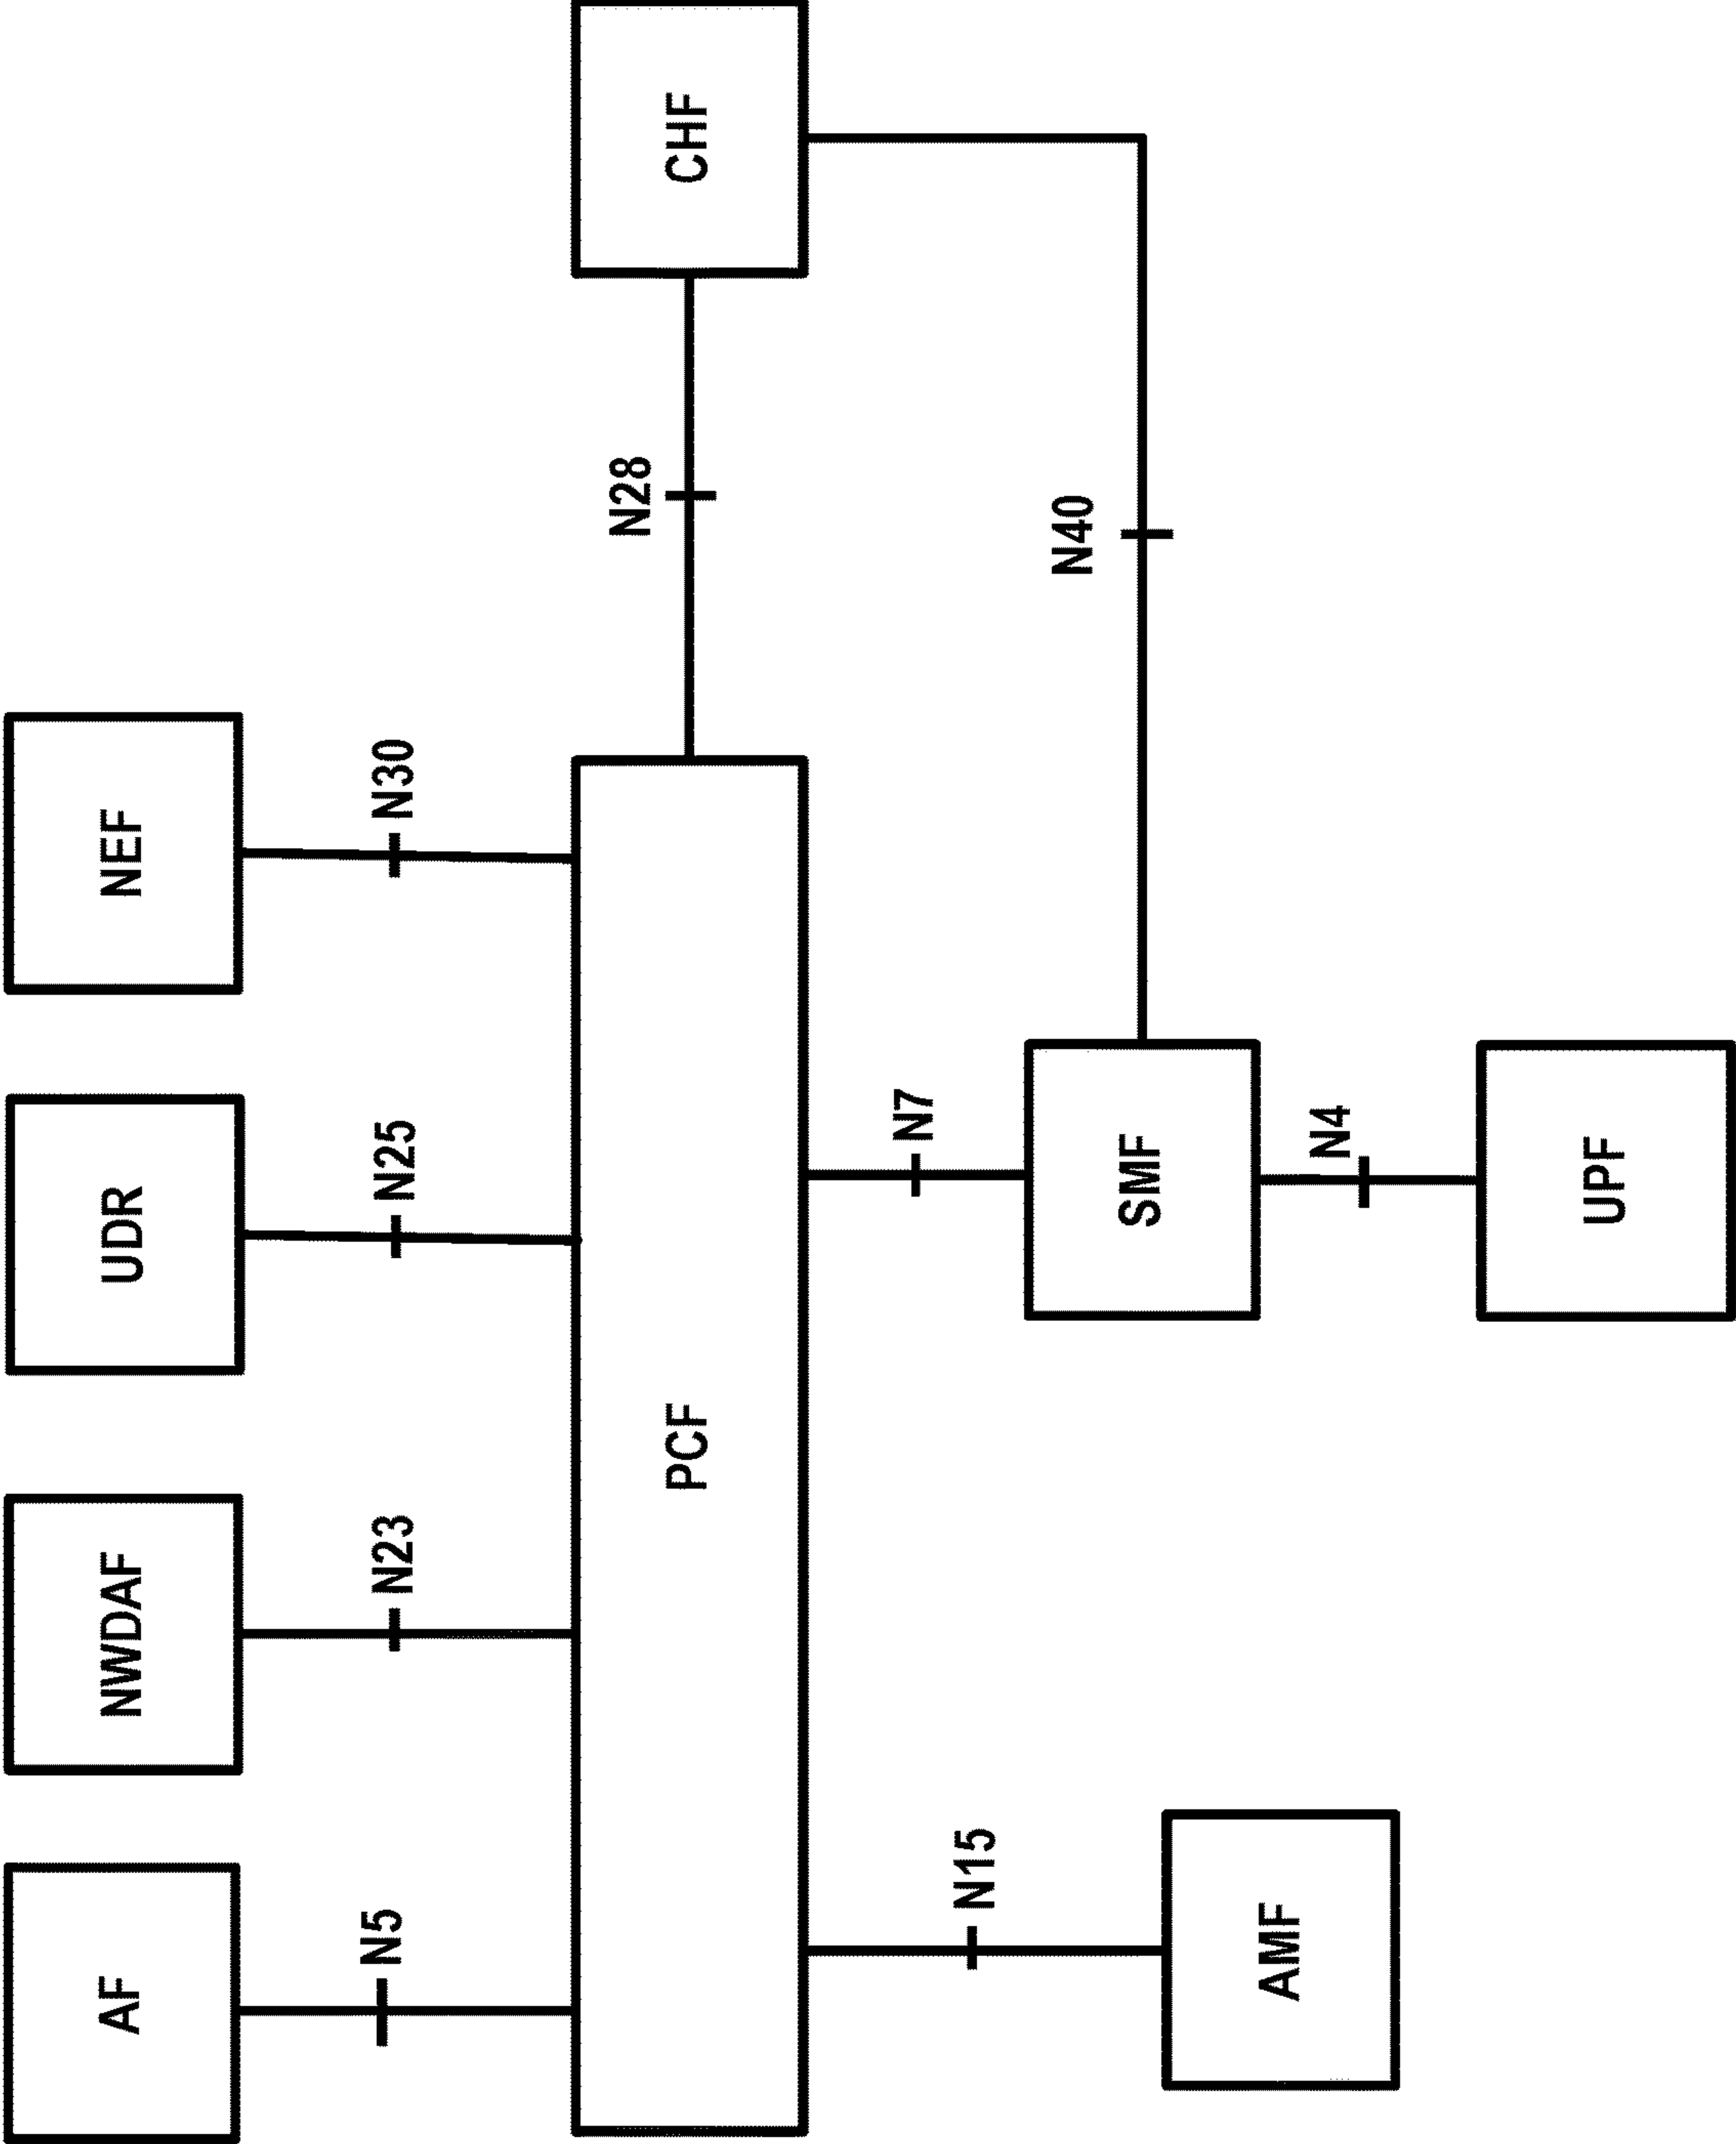 AF
NWDAF
UDR
NEF
N5
N23
N25
N30
PCF
N28
CHF
N15
N7
N40
AMF
SMF
N4
UPF